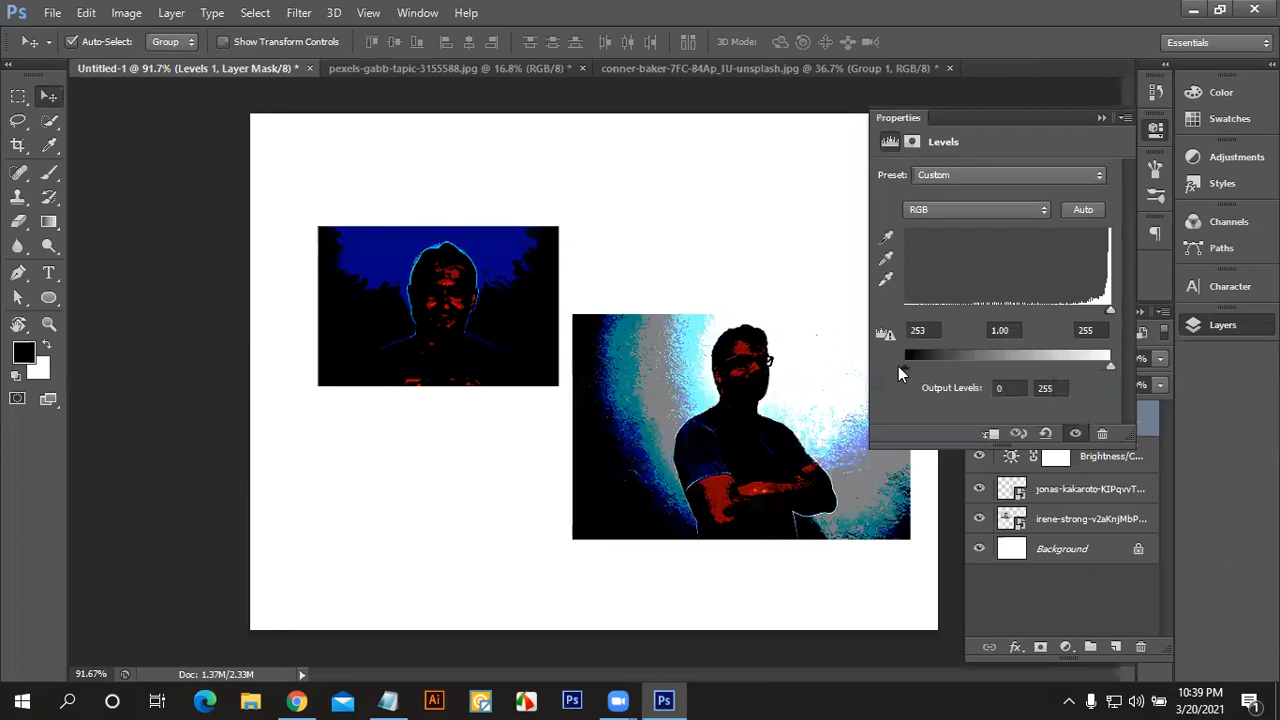 Ps File Edit Image Layer Type Select Filter 3D View Window Help
Auto-Select: Group Show Transform Controls 3D Mode: Essentials
Untitled-1 @ 91.7% (Levels 1, Layer Mask/8) * × pexels-gabb-tapic-3155588.jpg @ 16.8% (RGB/8) * × conner-baker-7FC-84Ap_IU-unsplash.jpg @ 36.7% (Group 1, RGB/8) * ×
Properties
Levels
Preset: Custom
RGB Auto
253 1.00 255
Output Levels: 0 255
Color
Swatches
Adjustments
Styles
Channels
Paths
Character
Layers
Brightness/C...
jonas-kakaroto-KIPqvvT...
irene-strong-v2aKnjMbP...
Background
91.67% Doc: 1.37M/2.33M
Ai Ps Ps
10:39 PM
3/20/2021
1